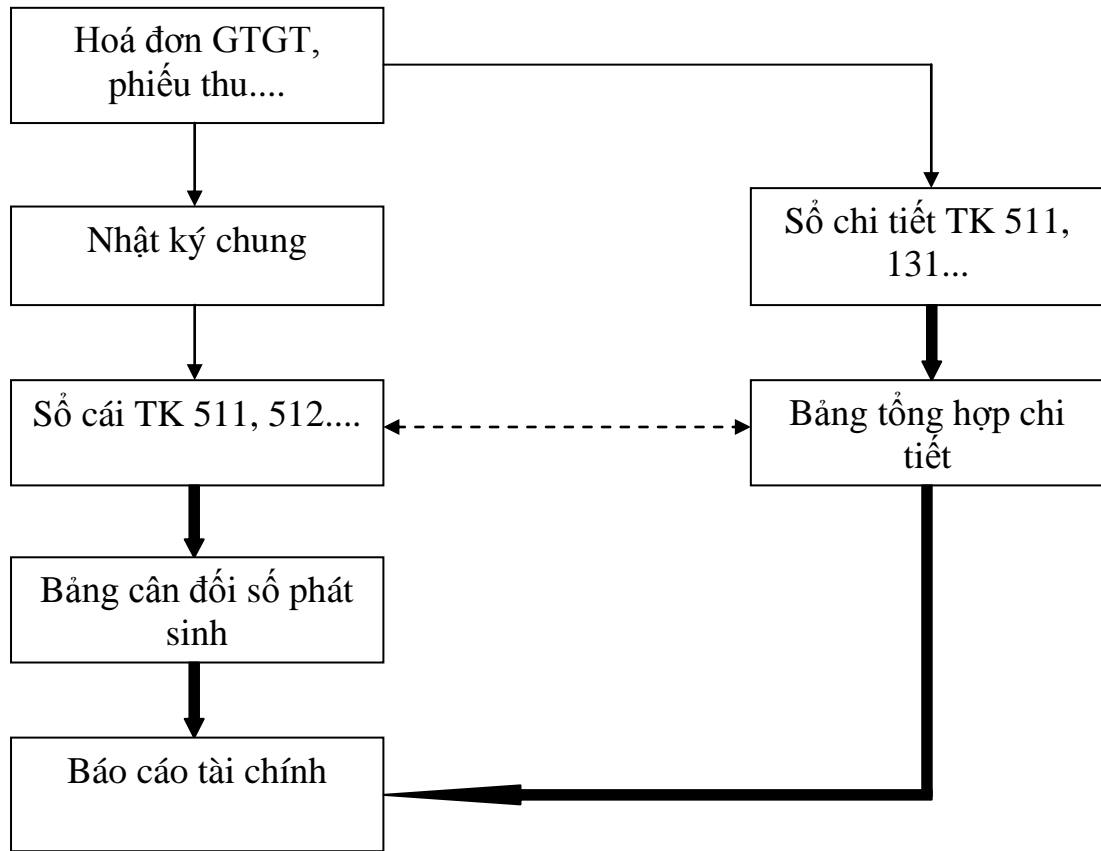 Hoá đơn GTGT,
phiếu thu....
Nhật ký chung
Sổ chi tiết TK 511,
131...
Sổ cái TK 511, 512....
Bảng tổng hợp chi
tiết
Bảng cân đối số phát
sinh
Báo cáo tài chính